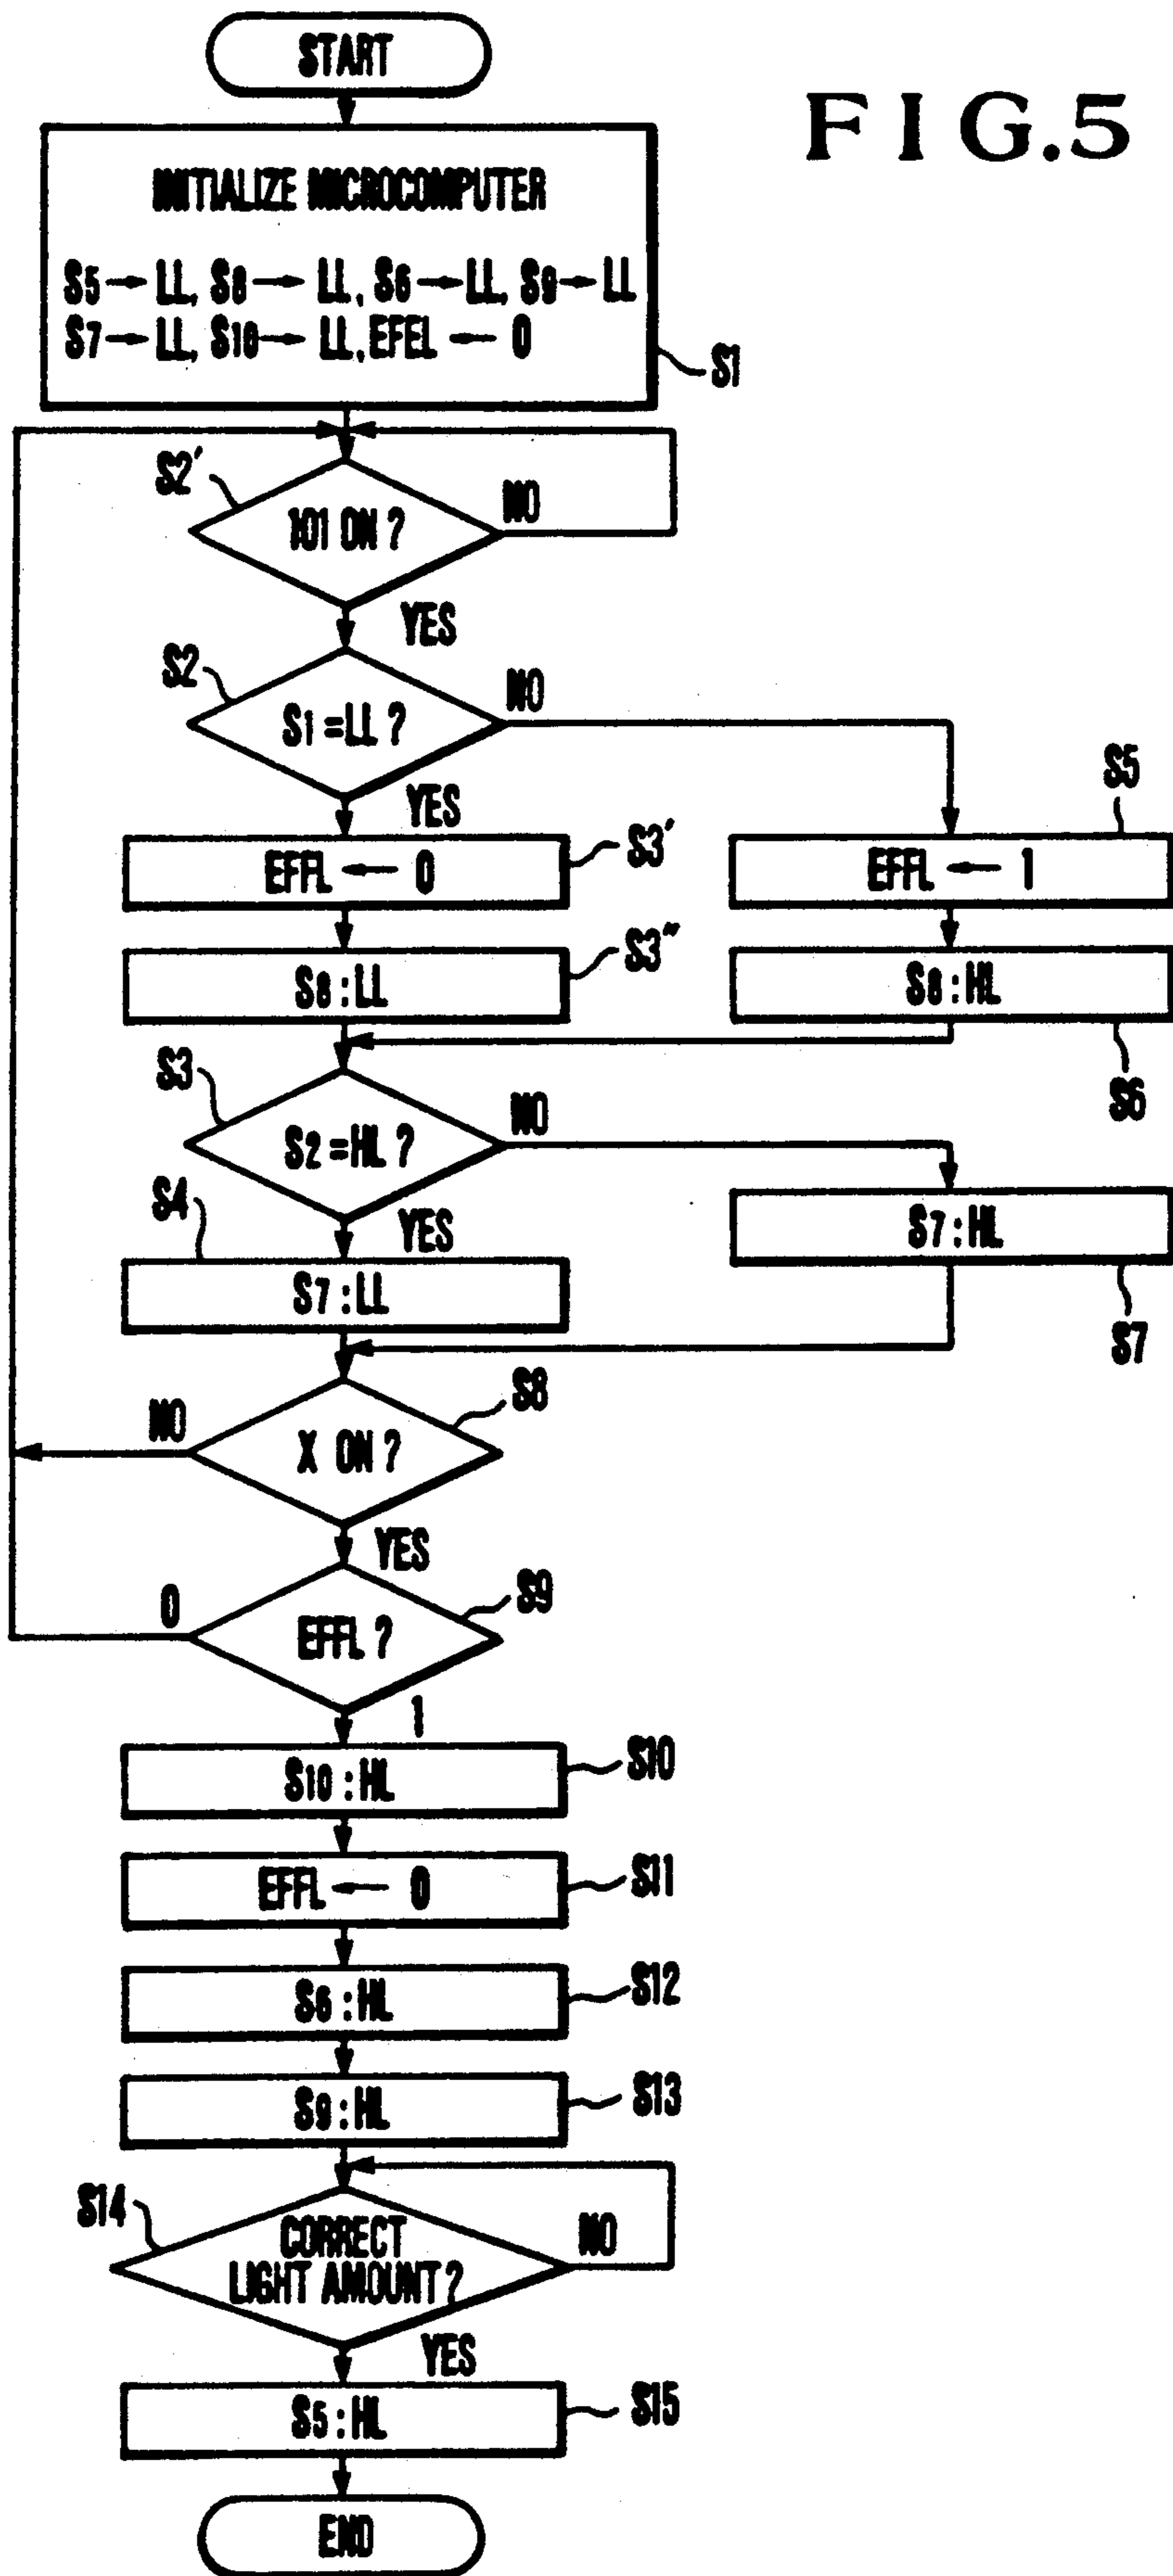 START
FIG.5
INITIALIZE MICROCOMPUTER
S5→LL, S8→LL, S6→LL, S9→LL
S7→LL, S10→LL, EFEL ← 0
S1
S2'
101 ON ?
NO
YES
S2
S1 = LL ?
NO
YES
S5
EFFL ← 0
S3'
EFFL ← 1
S8 : LL
S3"
S8 : HL
S6
S3
S2 = HL ?
NO
YES
S4
S7 : LL
S7 : HL
S7
S8
X ON ?
NO
YES
S9
EFFL ?
0
1
S10 : HL
S10
EFFL ← 0
S11
S6 : HL
S12
S9 : HL
S13
S14
CORRECT
LIGHT AMOUNT ?
NO
YES
S5 : HL
S15
END